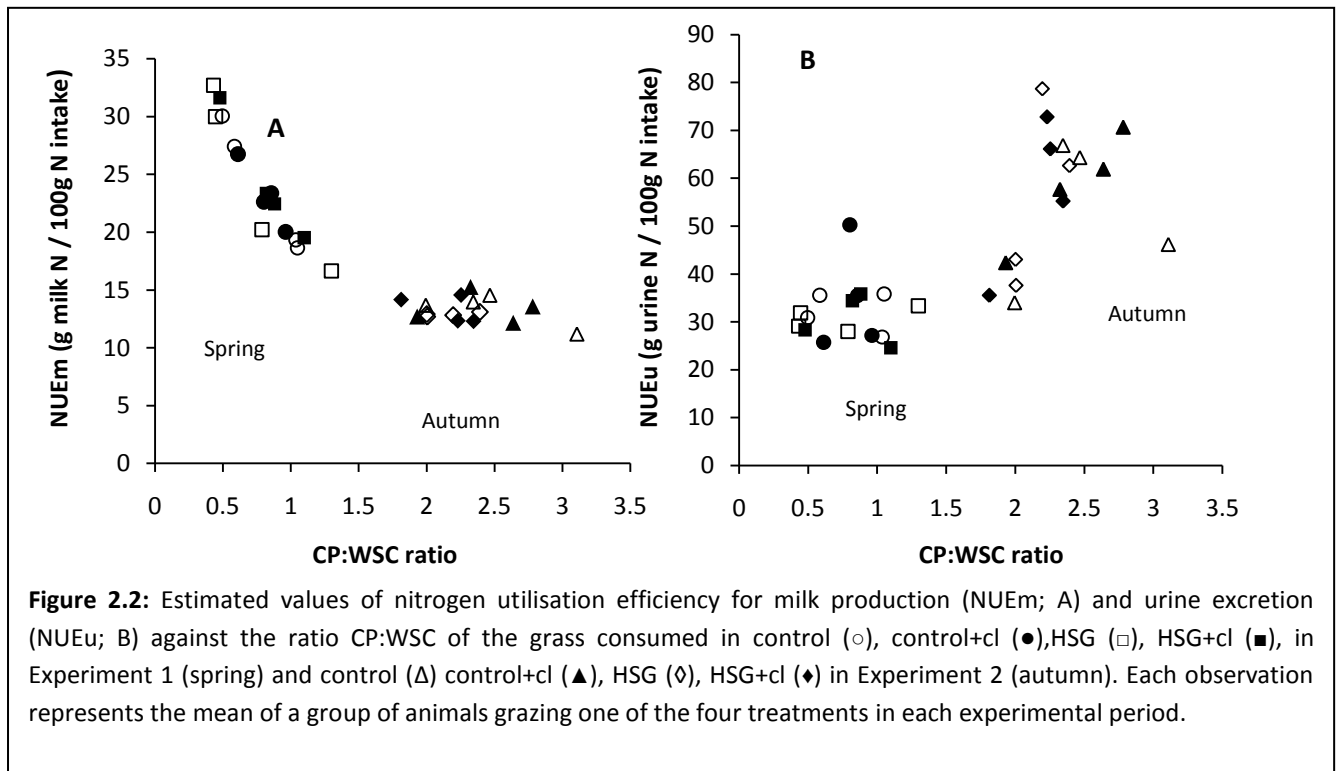 35
30
25
20
15
10
5
0
NUEm (g milk N / 100g N intake)
A
Spring
Autumn
0 0.5 1 1.5 2 2.5 3 3.5
CP:WSC ratio
90
80
70
60
50
40
30
20
10
0
NUEu (g urine N / 100g N intake)
B
Autumn
Spring
0 0.5 1 1.5 2 2.5 3 3.5
CP:WSC ratio
Figure 2.2: Estimated values of nitrogen utilisation efficiency for milk production (NUEm; A) and urine excretion
(NUEu; B) against the ratio CP:WSC of the grass consumed in control (○), control+cl (●),HSG (□), HSG+cl (■), in
Experiment 1 (spring) and control (Δ) control+cl (▲), HSG (◊), HSG+cl (♦) in Experiment 2 (autumn). Each observation
represents the mean of a group of animals grazing one of the four treatments in each experimental period.